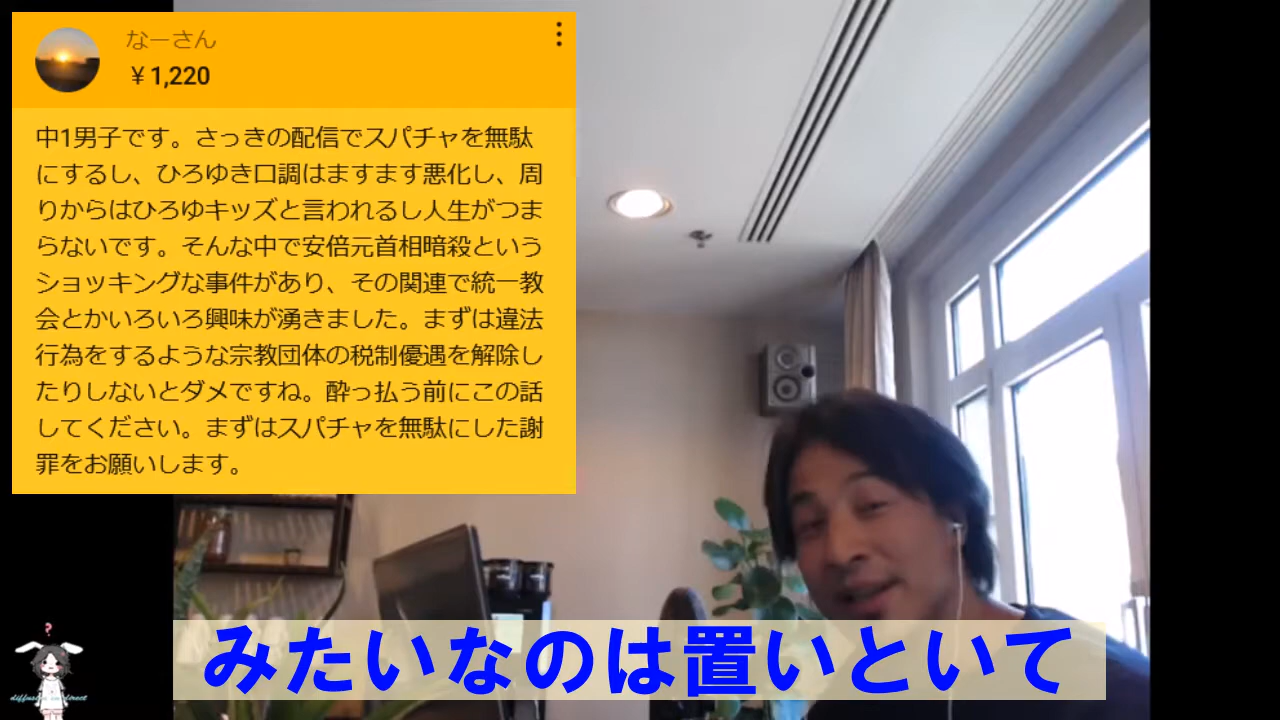 なーさん
￥1,220
中1男子です。さっきの配信でスパチャを無駄
にするし、ひろゆき口調はますます悪化し、周
りからはひろゆキッズと言われるし人生がつま
らないです。そんな中で安倍元首相暗殺という
ショッキングな事件があり、その関連で統一教
会とかいろいろ興味が湧きました。まずは違法
行為をするような宗教団体の税制優遇を解除し
たりしないとダメですね。酔っ払う前にこの話
してください。まずはスパチャを無駄にした謝
罪をお願いします。
みたいなのは置いといて
?